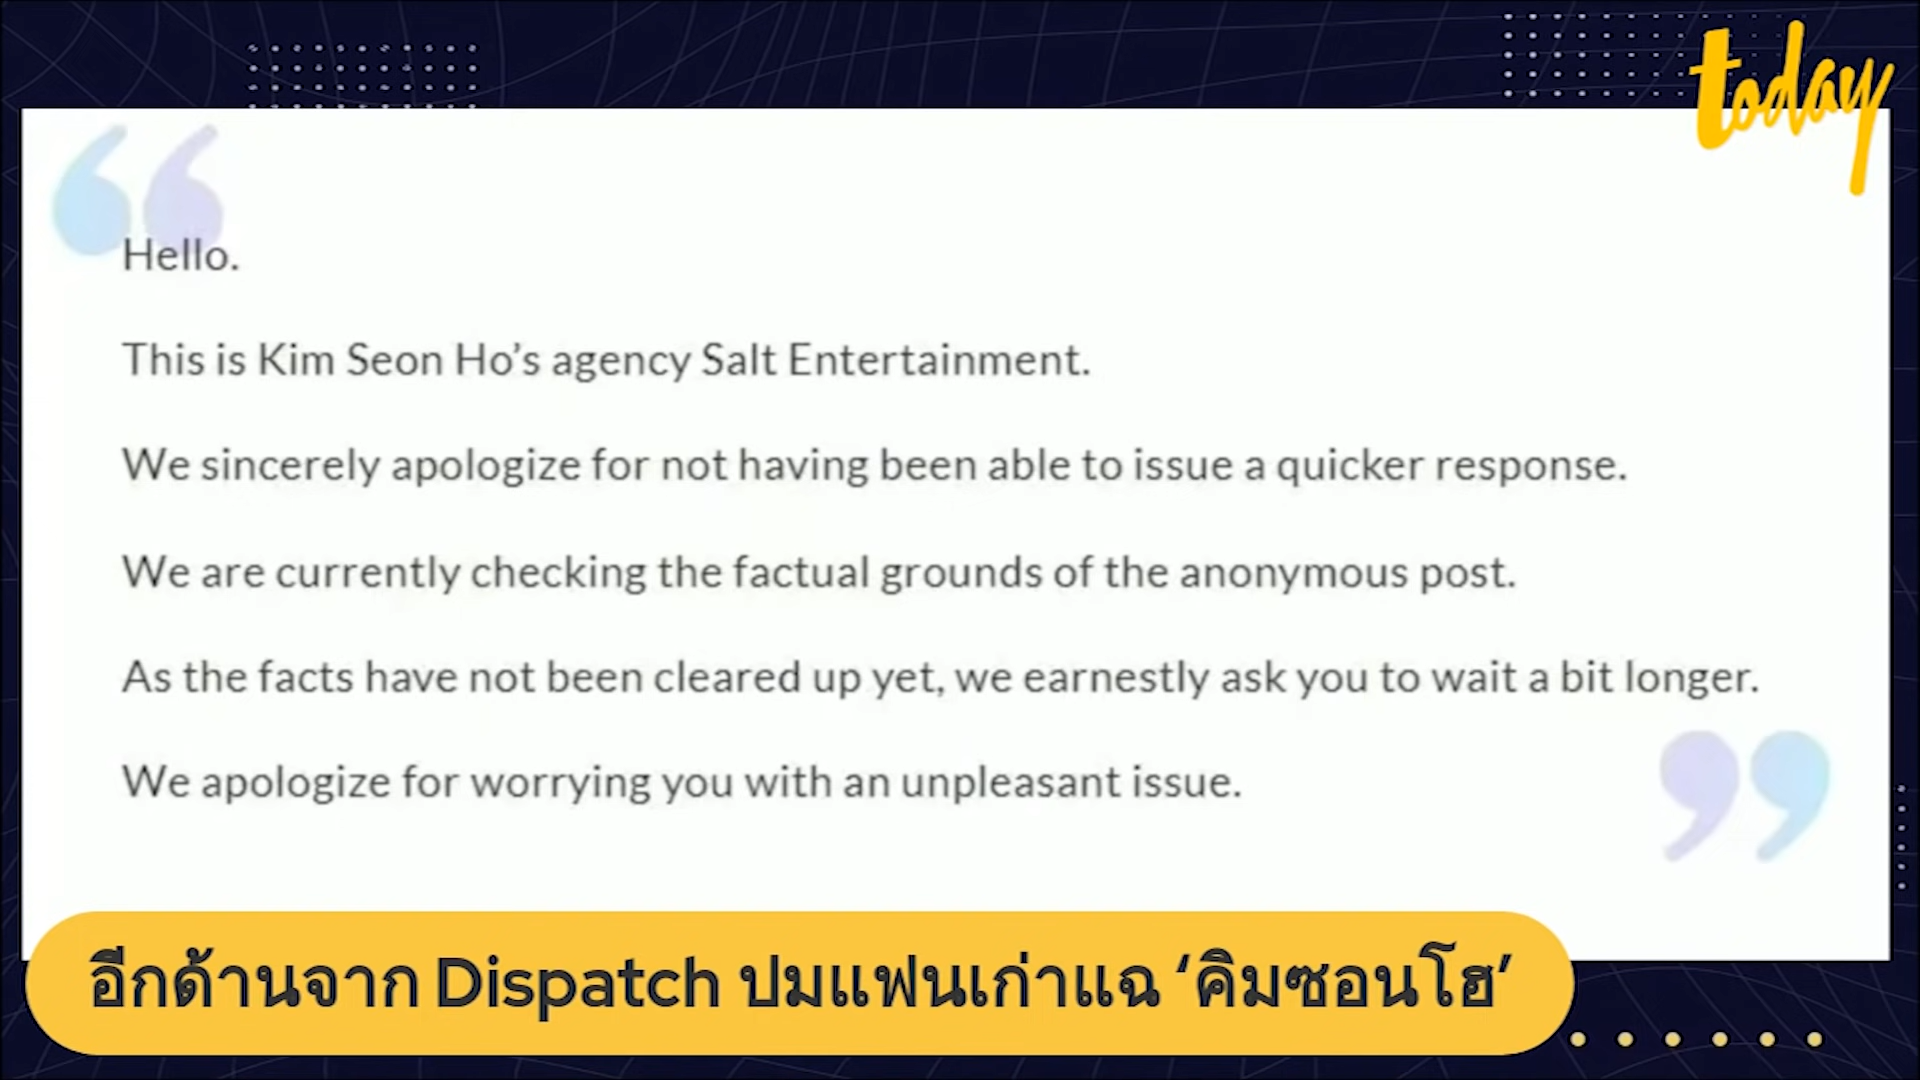 today
Hello.
This is Kim Seon Ho’s agency Salt Entertainment.
We sincerely apologize for not having been able to issue a quicker response.
We are currently checking the factual grounds of the anonymous post.
As the facts have not been cleared up yet, we earnestly ask you to wait a bit longer.
We apologize for worrying you with an unpleasant issue.
อีกด้านจาก Dispatch ปมแฟนเก่าแฉ ‘คิมซอนโฮ’